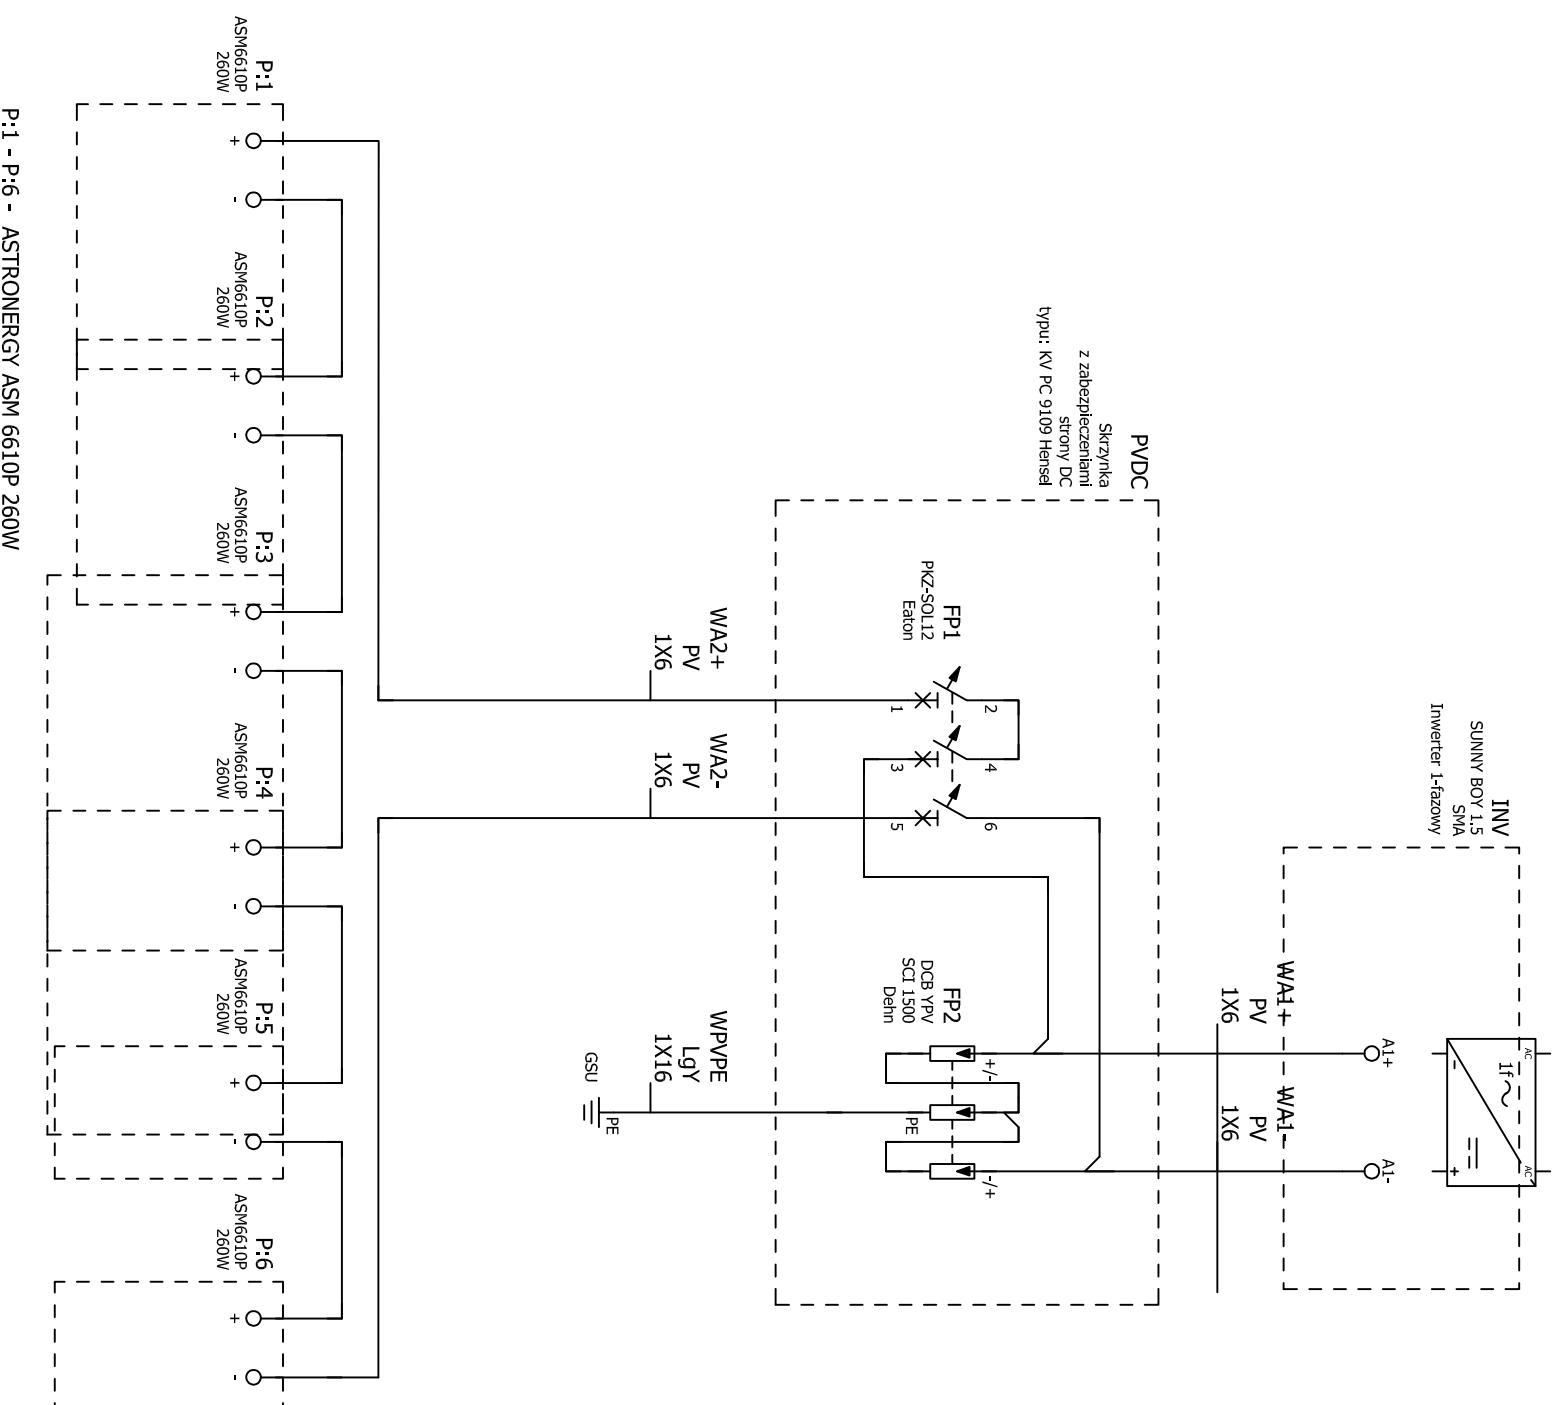 INV
SUNNY BOY 1.5
SMA
Inwerter 1-fazowy
AC
AC
1f
-
+
A1+
A1-
WA1+
PV
1X6
WA1-
PV
1X6
PVDC
Skrzynka
z zabezpieczeniami
strony DC
typu: KV PC 9109 Hensel
FP1
PKZ-SOL12
Eaton
2
4
6
1
3
5
FP2
DCB YPV
SCI 1500
Dehn
+/-
-/+
PE
WA2+
PV
1X6
WA2-
PV
1X6
WPVPE
LgY
1X16
PE
GSU
P:1
ASM6610P
260W
+
-
P:2
ASM6610P
260W
+
-
P:3
ASM6610P
260W
+
-
P:4
ASM6610P
260W
+
-
P:5
ASM6610P
260W
+
-
P:6
ASM6610P
260W
+
-
P:1 - P:6 - ASTRONERGY ASM 6610P 260W